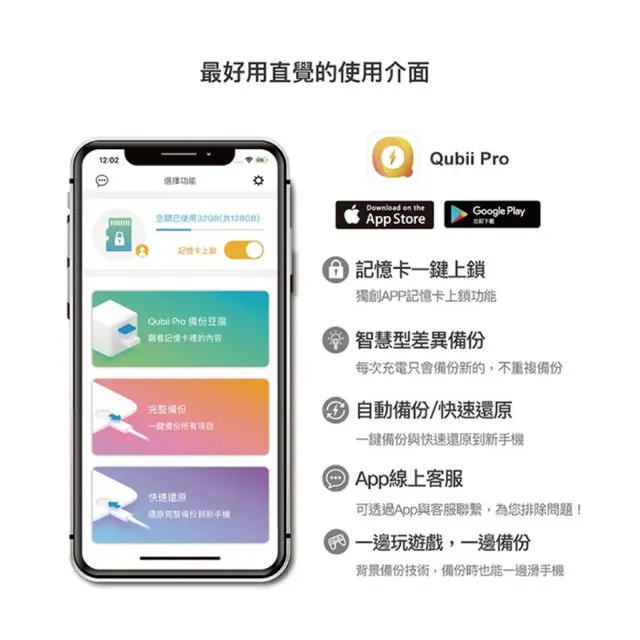 最好用直覺的使用介面
Qubii Pro
Download on the
App Store
Google Play
立即下載
12:02
選擇功能
空間已使用32GB(共128GB)
記憶卡上鎖
Qubii Pro 備份豆腐
觀看記憶卡裡的內容
完整備份
一鍵備份所有項目
快速還原
還原完整備份到新手機
記憶卡一鍵上鎖
獨創APP記憶卡上鎖功能
智慧型差異備份
每次充電只會備份新的，不重複備份
自動備份/快速還原
一鍵備份與快速還原到新手機
App線上客服
可透過App與客服聯繫，為您排除問題！
一邊玩遊戲，一邊備份
背景備份技術，備份時也能一邊滑手機